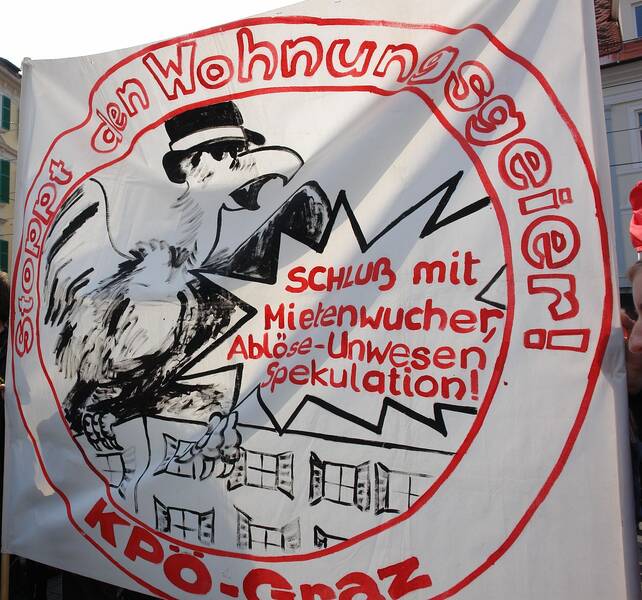 Stoppt den Wohnungsgeier!
SCHLUß mit
Mietenwucher,
Ablöse-Unwesen,
Spekulation!
KPÖ-Graz